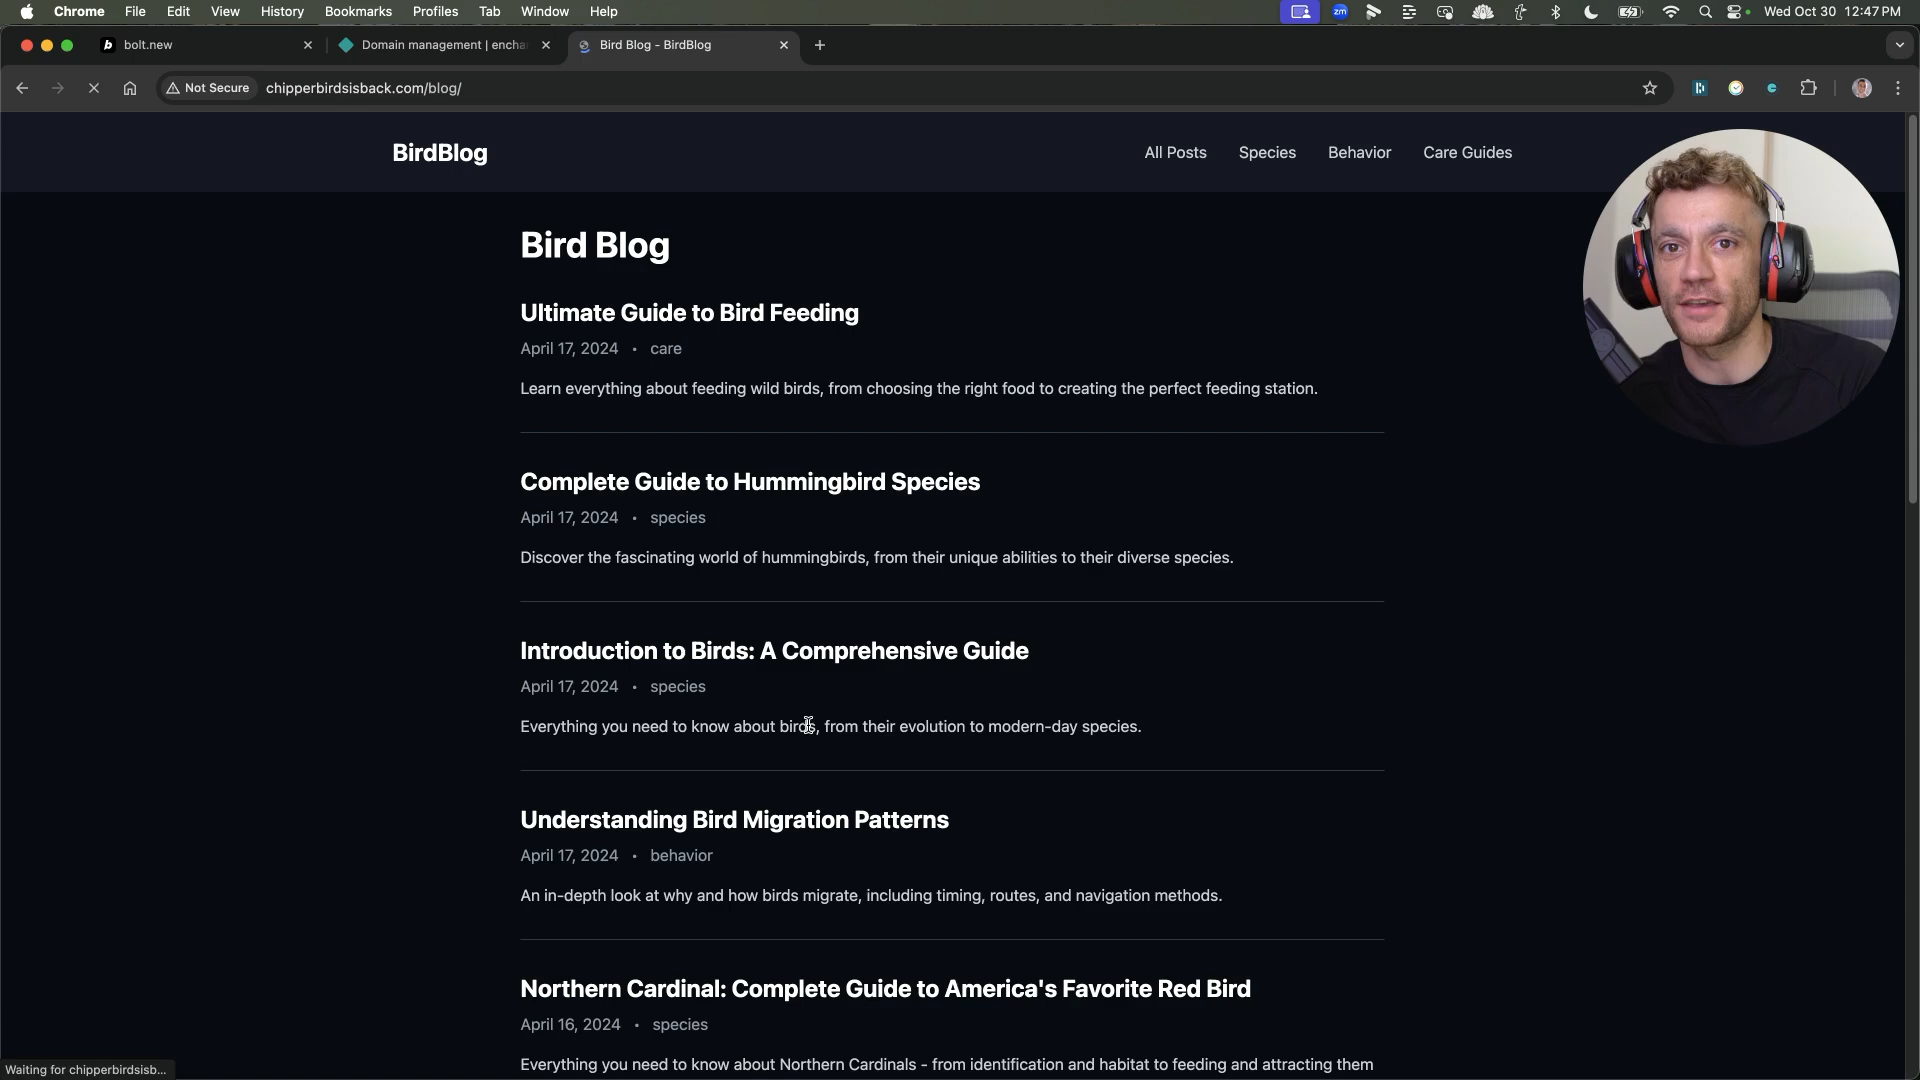 Chrome File Edit View History Bookmarks Profiles Tab Window Help zm Wed Oct 30 12:47 PM
b bolt.new Domain management | encha Bird Blog - BirdBlog
Not Secure chipperbirdsisback.com/blog/
BirdBlog All Posts Species Behavior Care Guides
Bird Blog
Ultimate Guide to Bird Feeding
April 17, 2024 • care
Learn everything about feeding wild birds, from choosing the right food to creating the perfect feeding station.
Complete Guide to Hummingbird Species
April 17, 2024 • species
Discover the fascinating world of hummingbirds, from their unique abilities to their diverse species.
Introduction to Birds: A Comprehensive Guide
April 17, 2024 • species
Everything you need to know about birds, from their evolution to modern-day species.
Understanding Bird Migration Patterns
April 17, 2024 • behavior
An in-depth look at why and how birds migrate, including timing, routes, and navigation methods.
Northern Cardinal: Complete Guide to America's Favorite Red Bird
April 16, 2024 • species
Everything you need to know about Northern Cardinals - from identification and habitat to feeding and attracting them
Waiting for chipperbirdsisb...